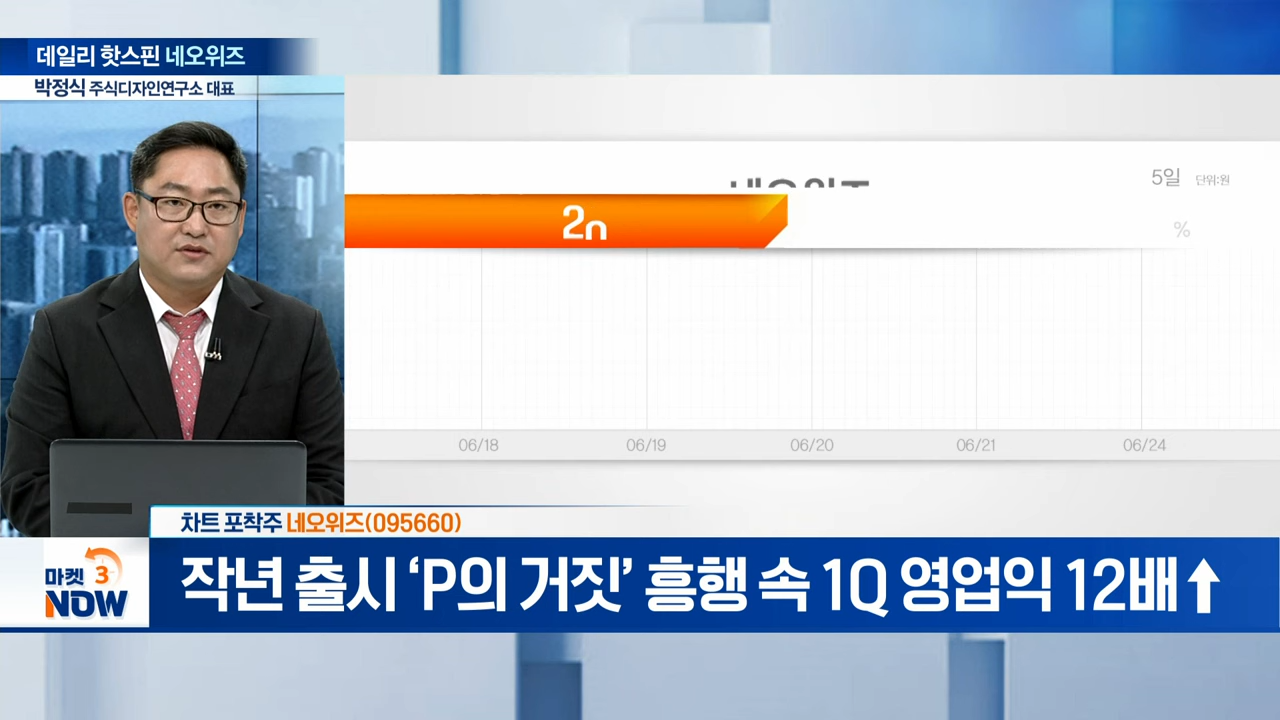 데일리 핫스핀 네오위즈
박정식 주식디자인연구소 대표
5일 단위:원
%
06/18 06/19 06/20 06/21 06/24
차트 포착주 네오위즈(095660)
마켓 3 NOW
작년 출시 ‘P의 거짓’ 흥행 속 1Q 영업익 12배↑